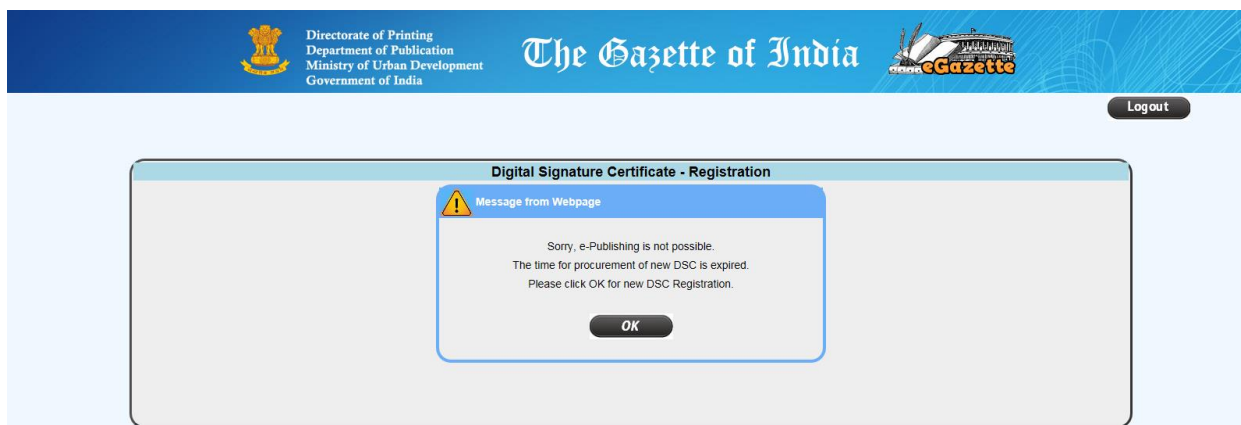 Directorate of Printing
Department of Publication
Ministry of Urban Development
Government of India
The Gazette of India
eGazette
Logout
Digital Signature Certificate - Registration
Message from Webpage
Sorry, e-Publishing is not possible.
The time for procurement of new DSC is expired.
Please click OK for new DSC Registration.
OK